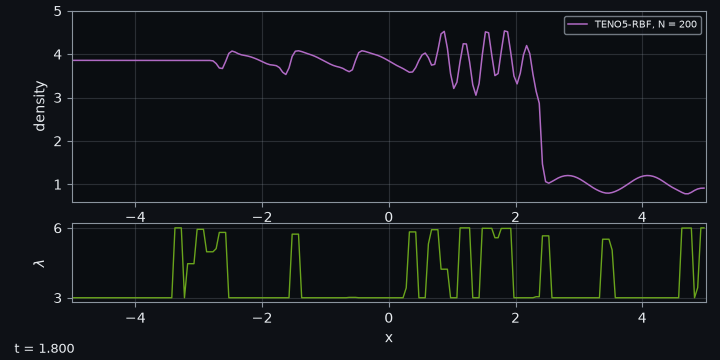 5
TENO5-RBF, N = 200
4
3
2
1
density
−4 −2 0 2 4
6
λ
3
−4 −2 0 2 4
x
t = 1.800